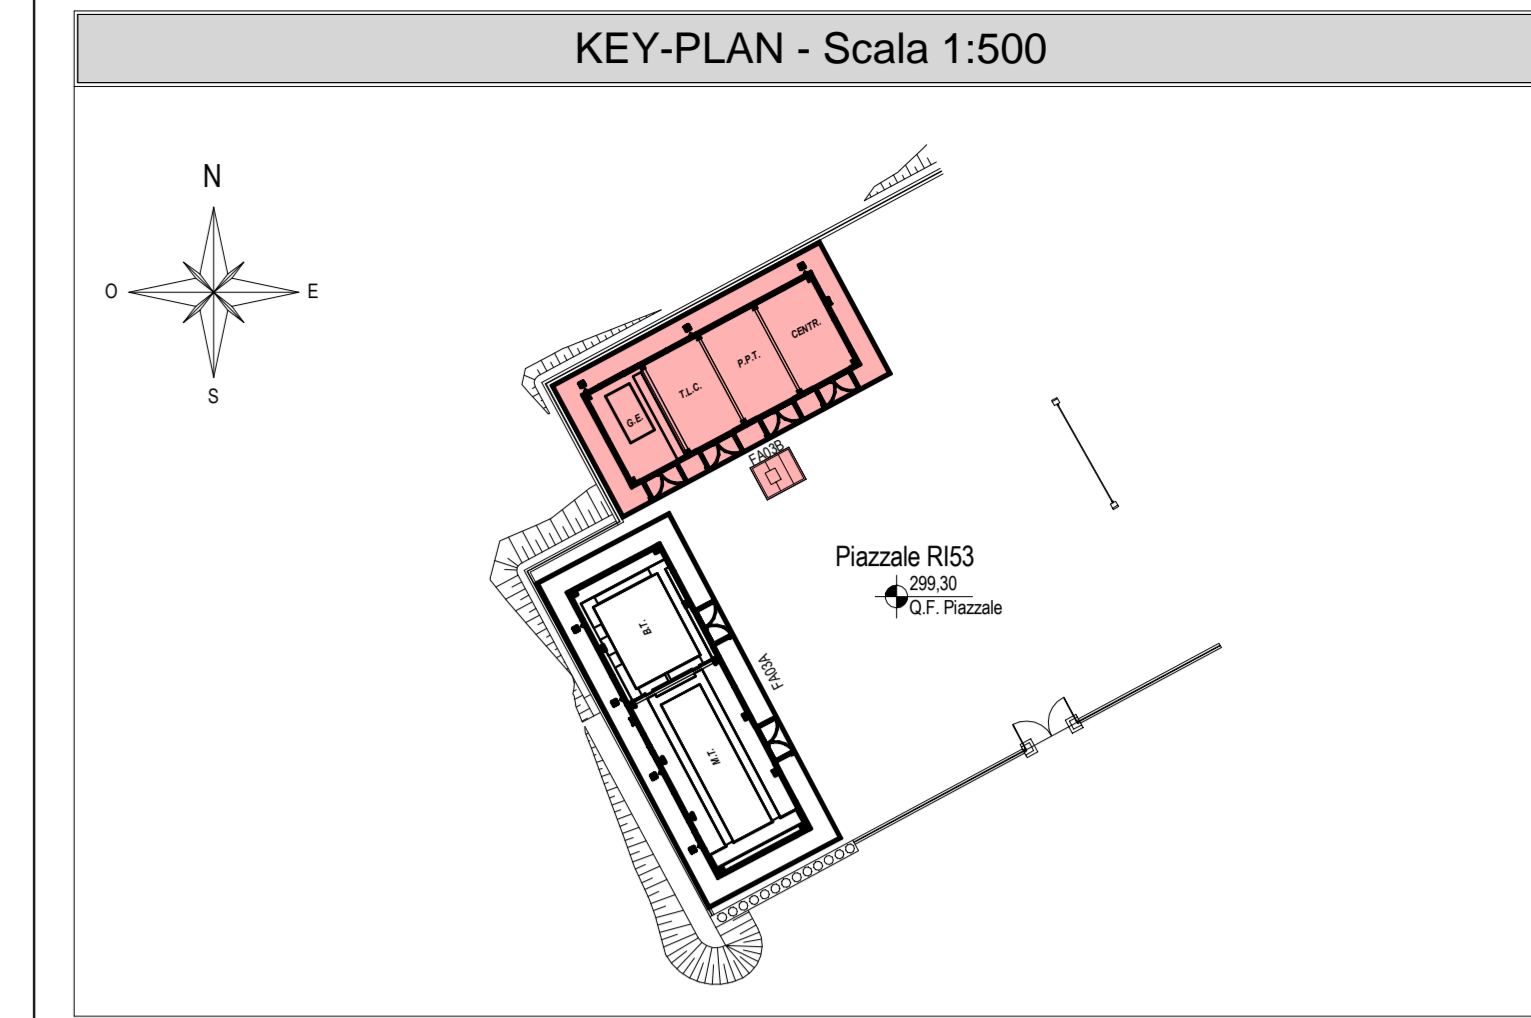 KEY-PLAN - Scala 1:500
N
O
E
S
CENTR.
P.P.T.
T.L.C.
G.E.
FA03B
Piazzale RI53
299,30
Q.F. Piazzale
B.T.
FA03A
M.T.